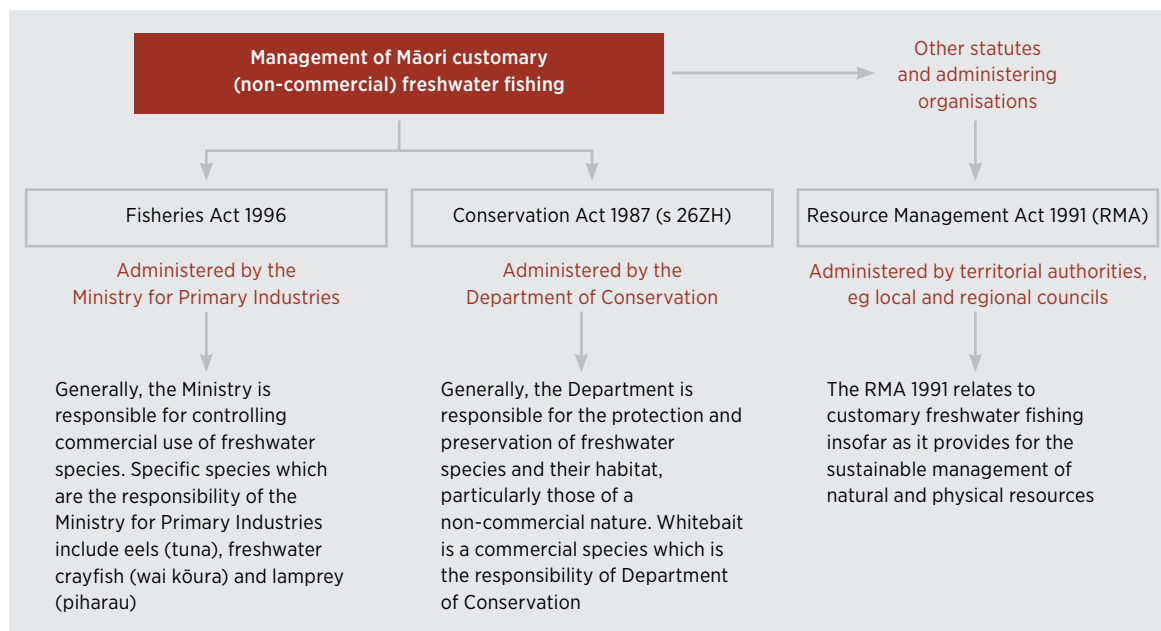 Management of Māori customary
(non-commercial) freshwater fishing
Other statutes
and administering
organisations
Fisheries Act 1996
Administered by the
Ministry for Primary Industries
Generally, the Ministry is
responsible for controlling
commercial use of freshwater
species. Specific species which
are the responsibility of the
Ministry for Primary Industries
include eels (tuna), freshwater
crayfish (wai kōura) and lamprey
(piharau)
Conservation Act 1987 (s 26ZH)
Administered by the
Department of Conservation
Generally, the Department is
responsible for the protection and
preservation of freshwater
species and their habitat,
particularly those of a
non-commercial nature. Whitebait
is a commercial species which is
the responsibility of Department
of Conservation
Resource Management Act 1991 (RMA)
Administered by territorial authorities,
eg local and regional councils
The RMA 1991 relates to
customary freshwater fishing
insofar as it provides for the
sustainable management of
natural and physical resources